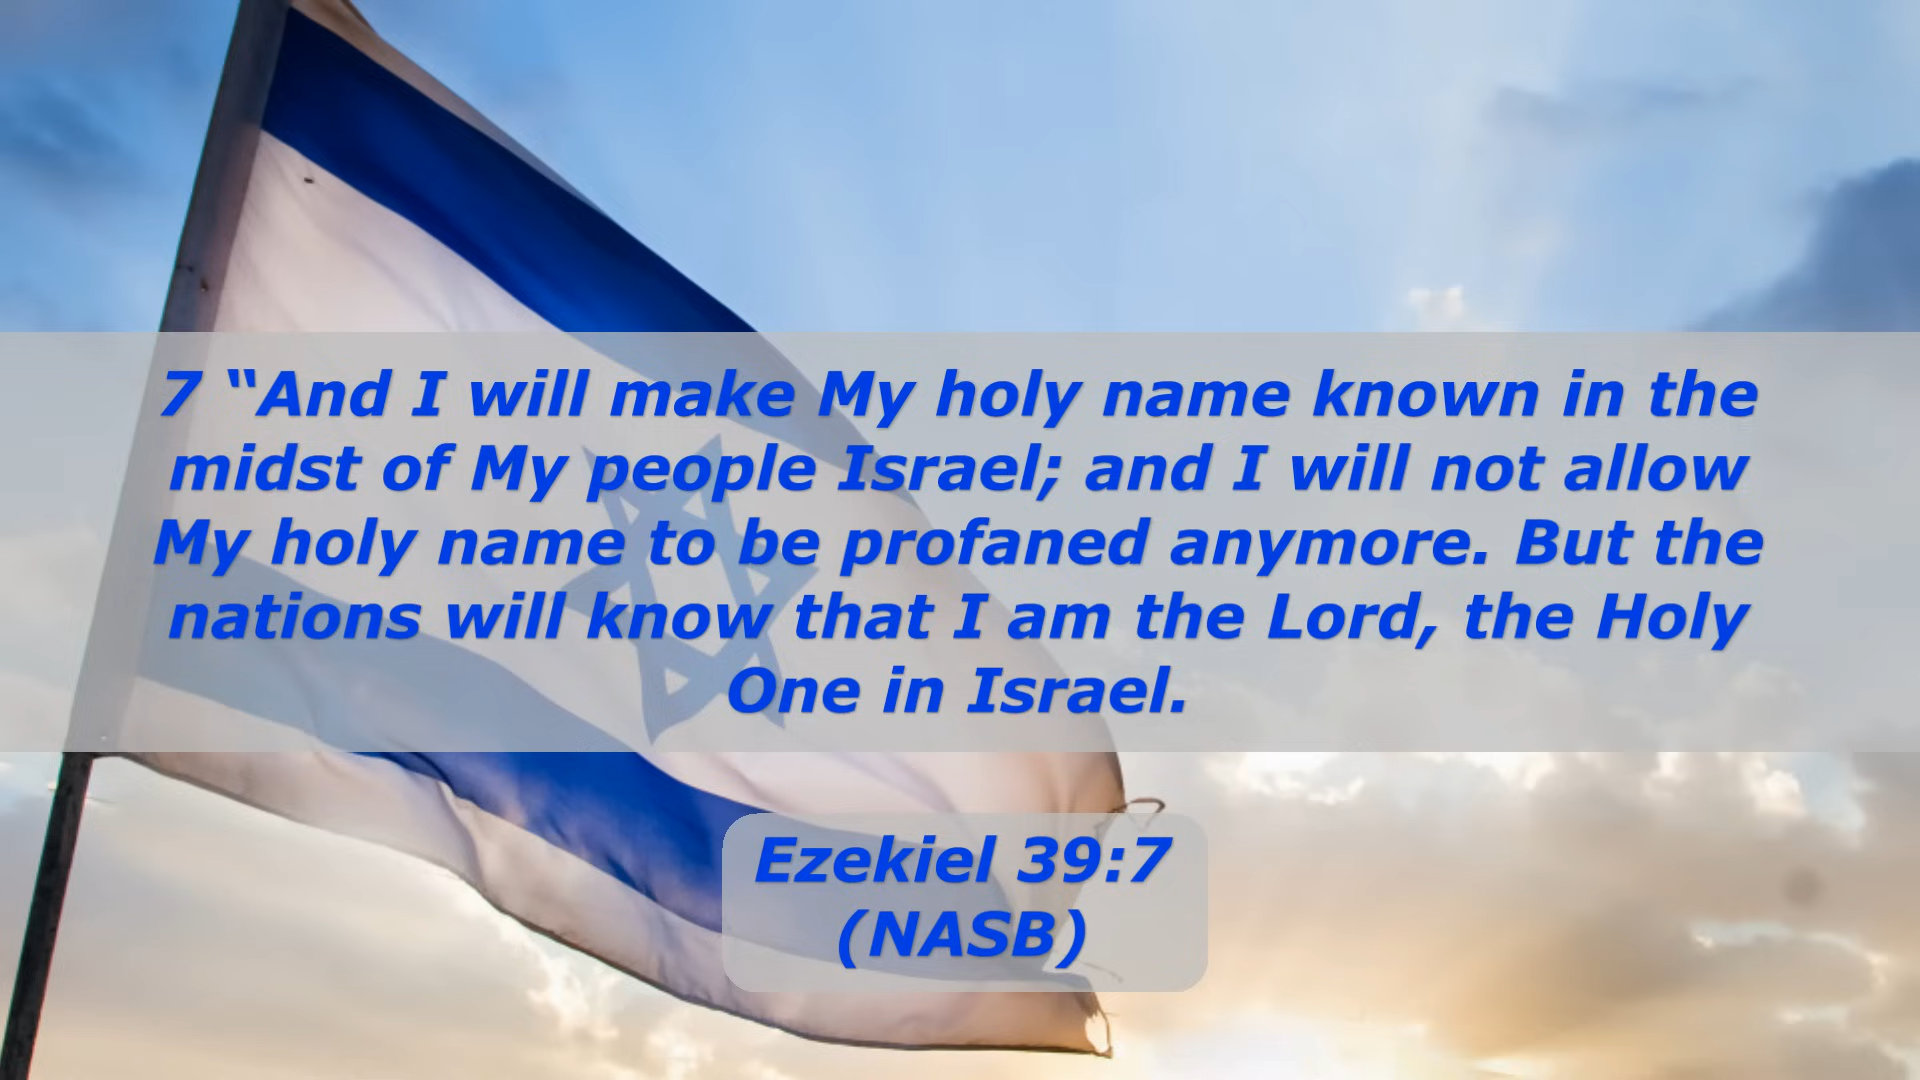 7 “And I will make My holy name known in the
midst of My people Israel; and I will not allow
My holy name to be profaned anymore. But the
nations will know that I am the Lord, the Holy
One in Israel.
Ezekiel 39:7
(NASB)